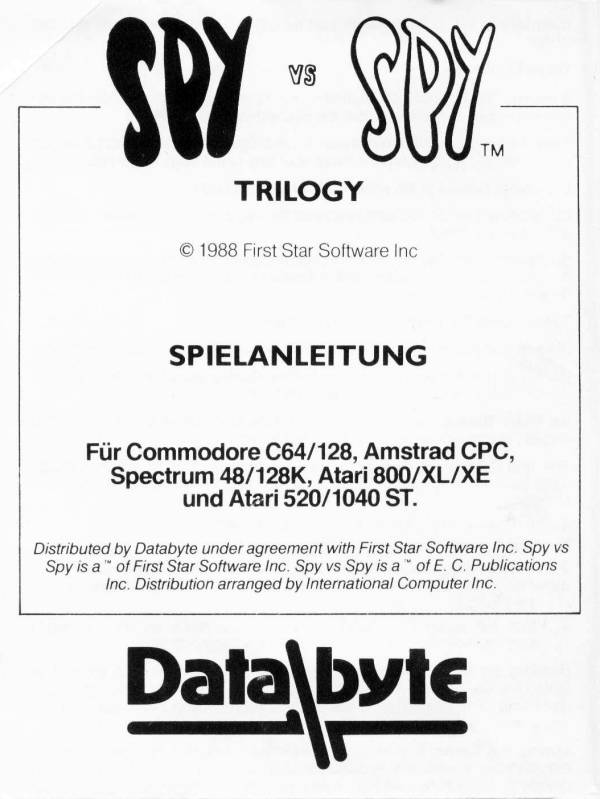 SPY vs SPY™
TRILOGY
© 1988 First Star Software Inc
SPIELANLEITUNG
Für Commodore C64/128, Amstrad CPC,
Spectrum 48/128K, Atari 800/XL/XE
und Atari 520/1040 ST.
Distributed by Databyte under agreement with First Star Software Inc. Spy vs
Spy is a ™ of First Star Software Inc. Spy vs Spy is a ™ of E. C. Publications
Inc. Distribution arranged by International Computer Inc.
Databyte